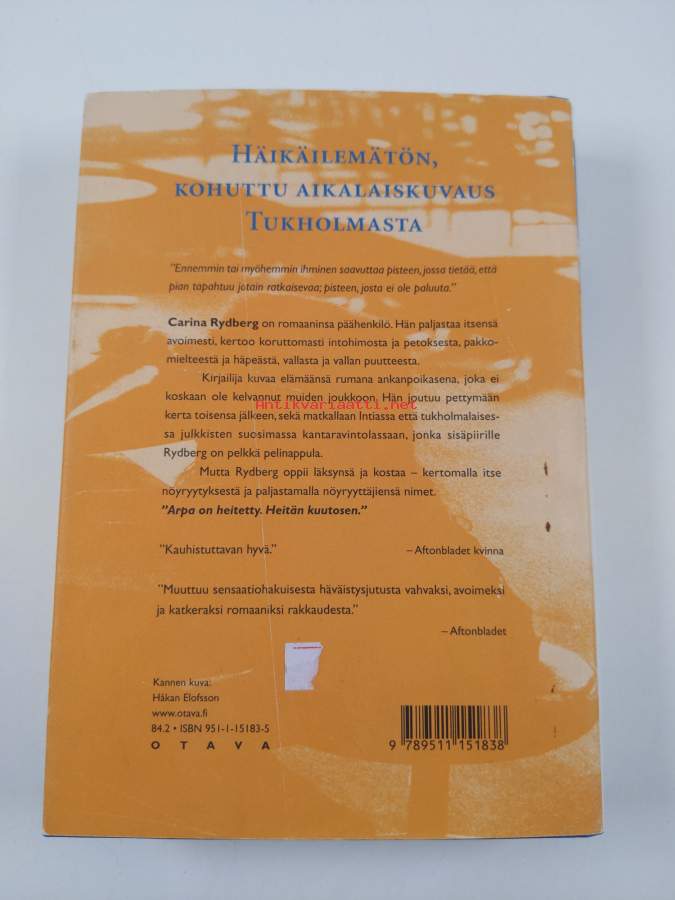 HÄIKÄILEMÄTÖN,
KOHUTTU AIKALAISKUVAUS
TUKHOLMASTA
"Ennemmin tai myöhemmin ihminen saavuttaa pisteen, jossa tietää, että
pian tapahtuu jotain ratkaisevaa; pisteen, josta ei ole paluuta."
Carina Rydberg on romaaninsa päähenkilö. Hän paljastaa itsensä
avoimesti, kertoo koruttomasti intohimosta ja petoksesta, pakko-
mielteestä ja häpeästä, vallasta ja vallan puutteesta.
Kirjailija kuvaa elämäänsä rumana ankanpoikasena, joka ei
koskaan ole kelvannut muiden joukkoon. Hän joutuu pettymään
Antikvariaatti.net
kerta toisensa jälkeen, sekä matkallaan Intiassa että tukholmalaises-
sa julkkisten suosimassa kantaravintolassaan, jonka sisäpiirille
Rydberg on pelkkä pelinappula.
Mutta Rydberg oppii läksynsä ja kostaa – kertomalla itse
nöyryytyksestä ja paljastamalla nöyryyttäjiensä nimet.
"Arpa on heitetty. Heitän kuutosen."
"Kauhistuttavan hyvä." – Aftonbladet kvinna
"Muuttuu sensaatiohakuisesta häväistysjutusta vahvaksi, avoimeksi
ja katkeraksi romaaniksi rakkaudesta."
– Aftonbladet
Kannen kuva:
Håkan Elofsson
www.otava.fi
84.2 • ISBN 951-1-15183-5
OTAVA
9 789511 151838